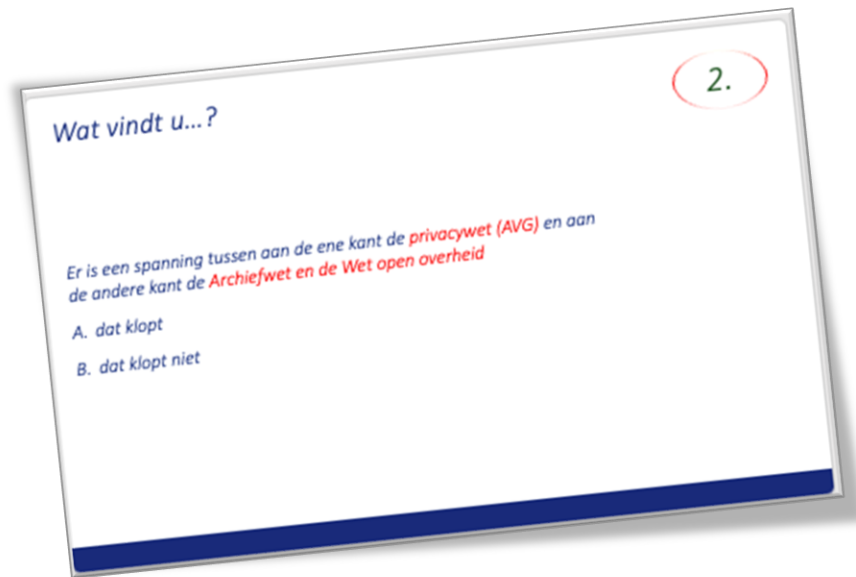 Wat vindt u...?
2.
Er is een spanning tussen aan de ene kant de privacywet (AVG) en aan
de andere kant de Archiefwet en de Wet open overheid
A. dat klopt
B. dat klopt niet